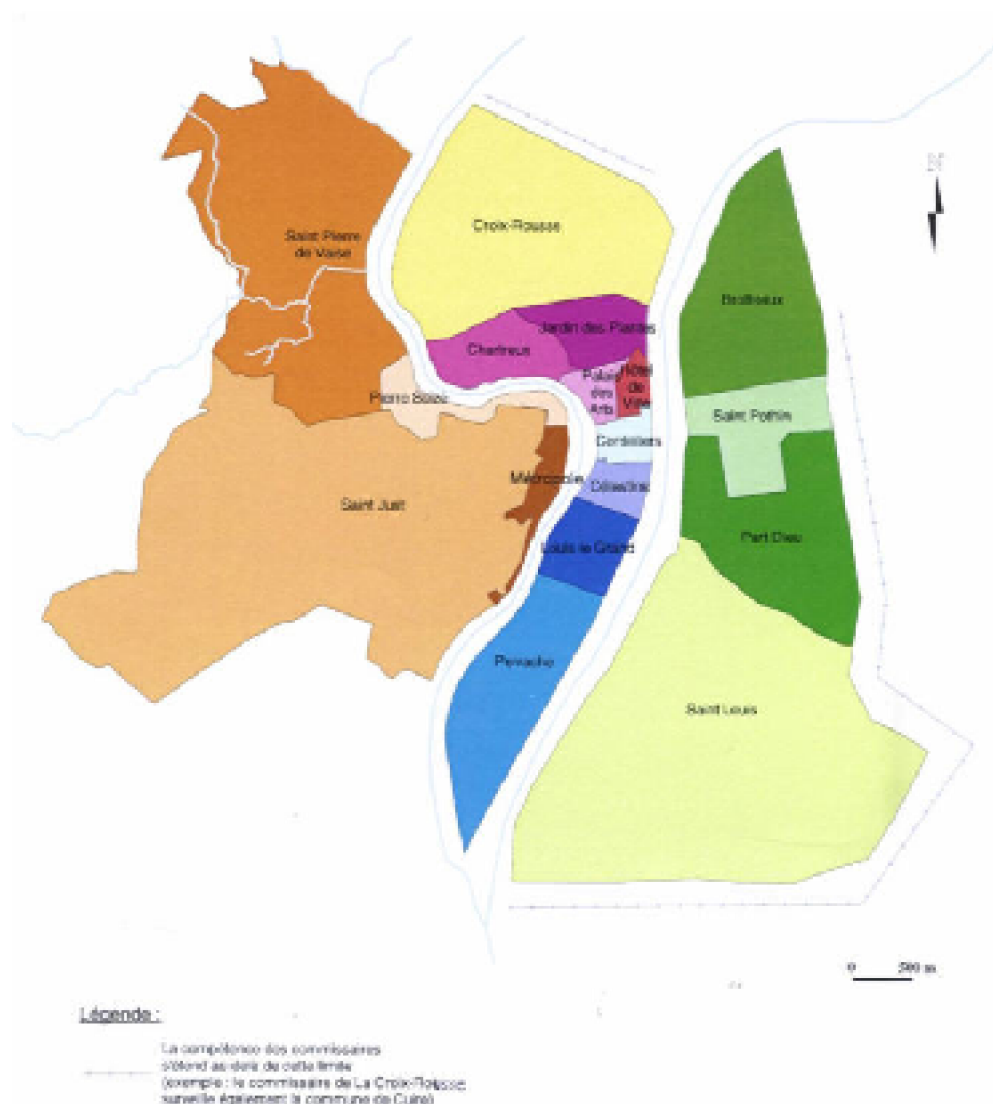 Saint Pierre
de Vaise
Croix-Rousse
Brotteaux
Jardin des Plantes
Chartreux
Palais
des
Arts
Hôtel
de
Ville
Pierre Scize
Saint Pothin
Cordeliers
Métropole
Célestins
Saint Just
Louis le Grand
Part Dieu
Perrache
Saint Louis
0 500 m
Légende :
La compétence des commissaires
s'étend au-delà de cette limite
(exemple : le commissaire de La Croix-Rousse
surveille également la commune de Cuire)